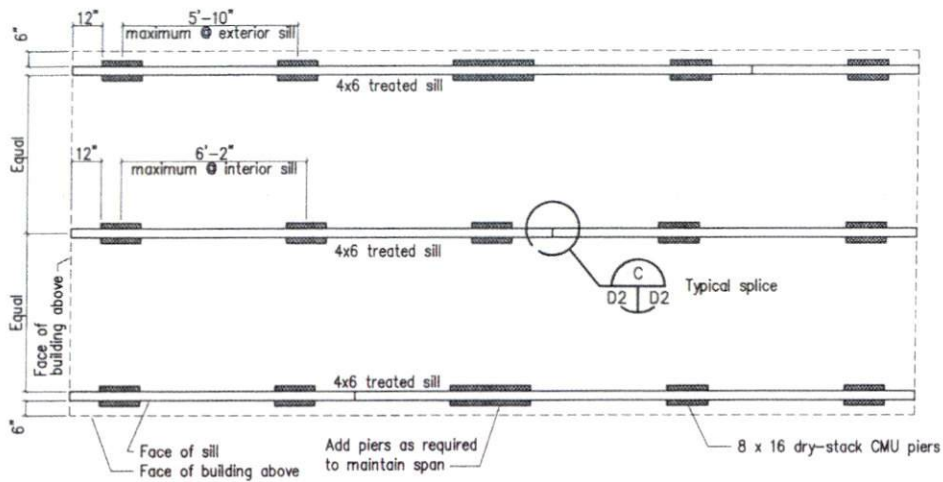 12"
5'-10"
maximum @ exterior sill
6"
4x6 treated sill
Equal
12"
6'-2"
maximum @ interior sill
4x6 treated sill
C
D2
D2
Typical splice
Equal
Face of
building above
4x6 treated sill
6"
Face of sill
Face of building above
Add piers as required
to maintain span
8 x 16 dry-stack CMU piers